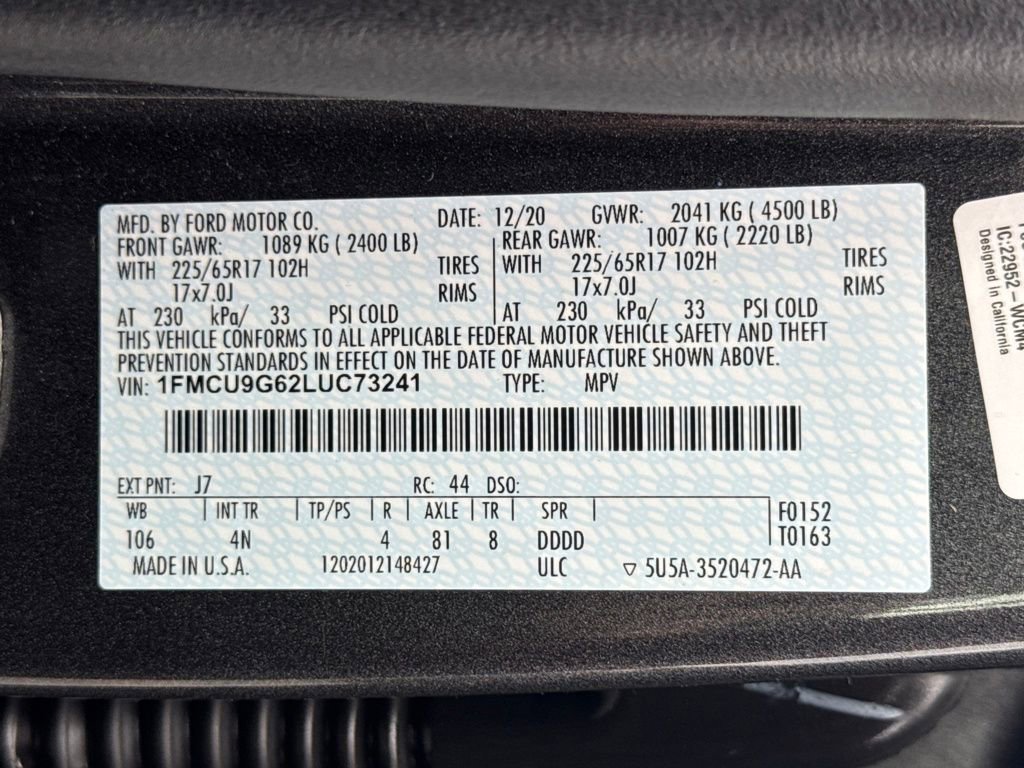 MFD. BY FORD MOTOR CO. DATE: 12/20 GVWR: 2041 KG ( 4500 LB)
FRONT GAWR: 1089 KG ( 2400 LB) REAR GAWR: 1007 KG ( 2220 LB)
WITH 225/65R17 102H TIRES WITH 225/65R17 102H TIRES
17x7.0J RIMS 17x7.0J RIMS
AT 230 kPa/ 33 PSI COLD AT 230 kPa/ 33 PSI COLD
THIS VEHICLE CONFORMS TO ALL APPLICABLE FEDERAL MOTOR VEHICLE SAFETY AND THEFT
PREVENTION STANDARDS IN EFFECT ON THE DATE OF MANUFACTURE SHOWN ABOVE.
VIN: 1FMCU9G62LUC73241 TYPE: MPV
EXT PNT: J7 RC: 44 DSO:
WB INT TR TP/PS R AXLE TR SPR F0152
106 4N 4 81 8 DDDD T0163
MADE IN U.S.A. 1202012148427 ULC ▽ 5U5A-3520472-AA
IC:22952-WCM4
Designed in California